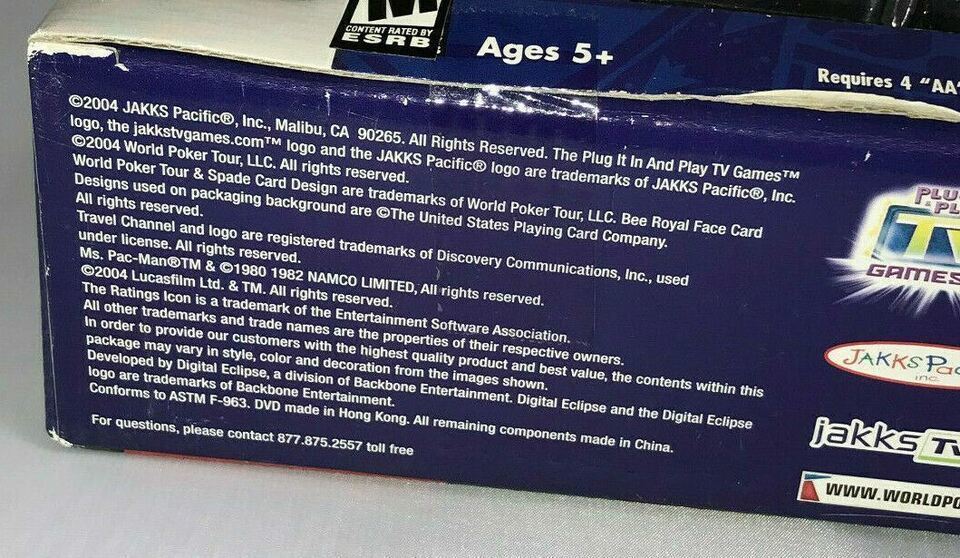 M
CONTENT RATED BY
ESRB
Ages 5+
Requires 4 "AA"
©2004 JAKKS Pacific®, Inc., Malibu, CA 90265. All Rights Reserved. The Plug It In And Play TV Games™
logo, the jakkstvgames.com™ logo and the JAKKS Pacific® logo are trademarks of JAKKS Pacific®, Inc.
©2004 World Poker Tour, LLC. All rights reserved.
World Poker Tour & Spade Card Design are trademarks of World Poker Tour, LLC. Bee Royal Face Card
Designs used on packaging background are ©The United States Playing Card Company.
All rights reserved.
Travel Channel and logo are registered trademarks of Discovery Communications, Inc., used
under license. All rights reserved.
Ms. Pac-Man®TM & ©1980 1982 NAMCO LIMITED, All rights reserved.
©2004 Lucasfilm Ltd. & TM. All rights reserved.
The Ratings Icon is a trademark of the Entertainment Software Association.
All other trademarks and trade names are the properties of their respective owners.
In order to provide our customers with the highest quality product and best value, the contents within this
package may vary in style, color and decoration from the images shown.
Developed by Digital Eclipse, a division of Backbone Entertainment. Digital Eclipse and the Digital Eclipse
logo are trademarks of Backbone Entertainment.
Conforms to ASTM F-963. DVD made in Hong Kong. All remaining components made in China.
For questions, please contact 877.875.2557 toll free
PLU
& PL
TV
GAMES
JAKKS Pac
inc.
jakks TV
WWW.WORLDPO